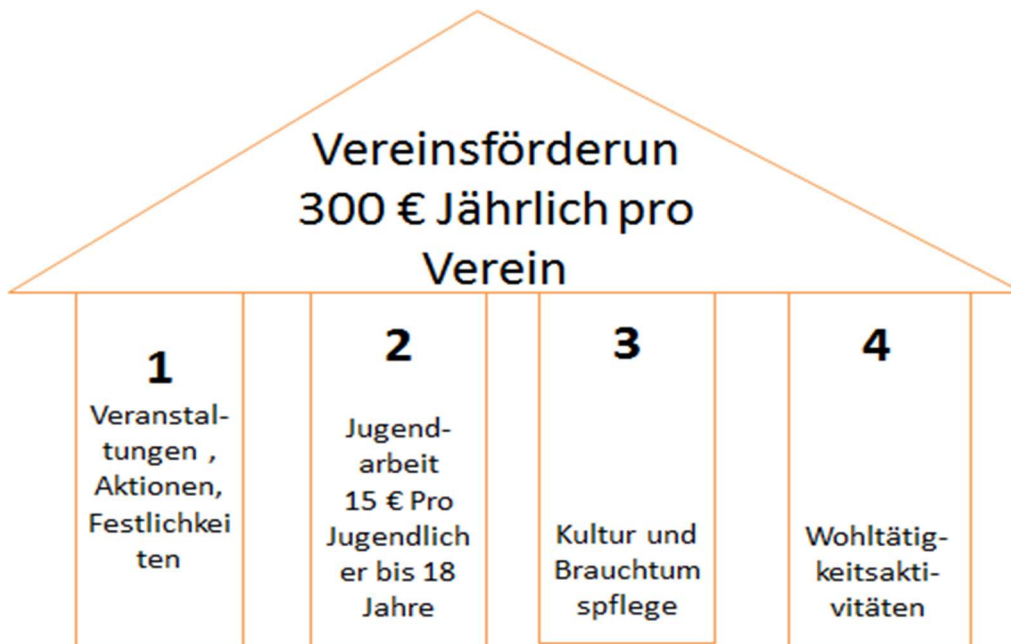 Vereinsförderun
300 € Jährlich pro
Verein
1
Veranstal-
tungen ,
Aktionen,
Festlichkei
ten
2
Jugend-
arbeit
15 € Pro
Jugendlich
er bis 18
Jahre
3
Kultur und
Brauchtum
spflege
4
Wohltätig-
keitsakti-
vitäten